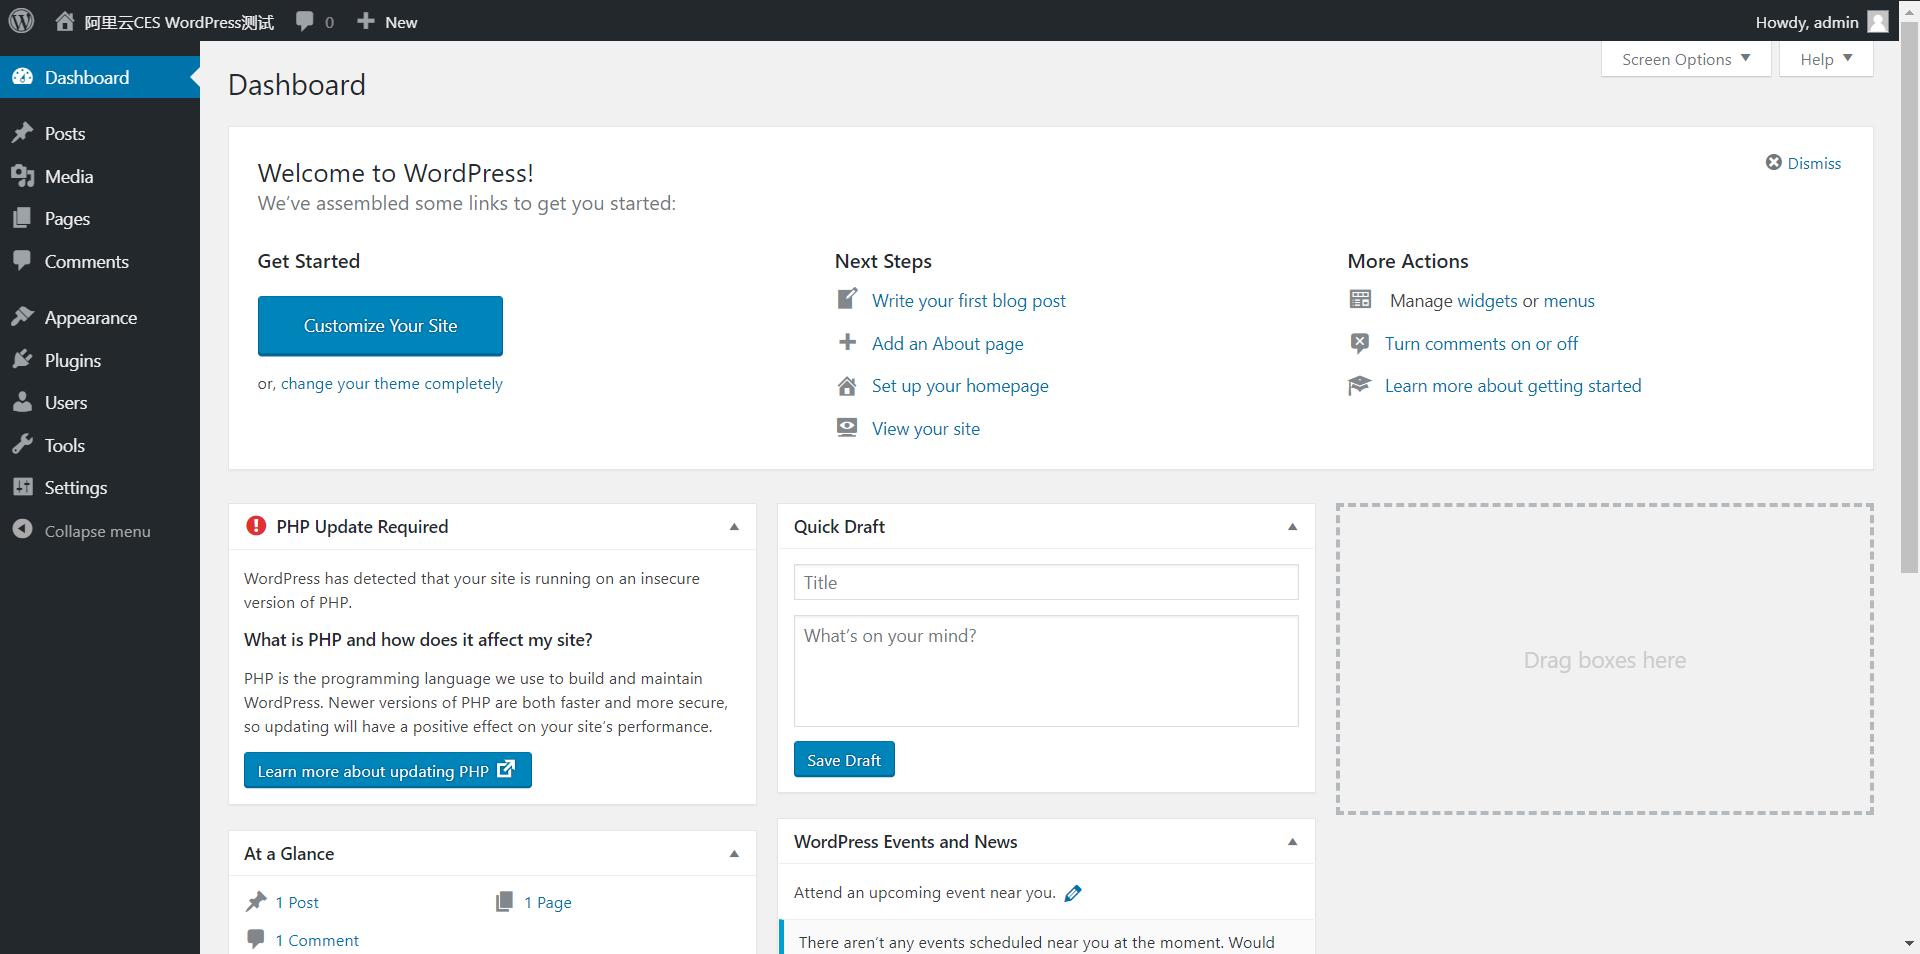 阿里云CES WordPress测试
0
New
Howdy, admin
Dashboard
Posts
Media
Pages
Comments
Appearance
Plugins
Users
Tools
Settings
Collapse menu
Screen Options
Help
Dashboard
Welcome to WordPress!
We’ve assembled some links to get you started:
Dismiss
Get Started
Customize Your Site
or, change your theme completely
Next Steps
Write your first blog post
Add an About page
Set up your homepage
View your site
More Actions
Manage widgets or menus
Turn comments on or off
Learn more about getting started
PHP Update Required
WordPress has detected that your site is running on an insecure
version of PHP.
What is PHP and how does it affect my site?
PHP is the programming language we use to build and maintain
WordPress. Newer versions of PHP are both faster and more secure,
so updating will have a positive effect on your site’s performance.
Learn more about updating PHP
At a Glance
1 Post
1 Page
1 Comment
Quick Draft
Title
What’s on your mind?
Save Draft
WordPress Events and News
Attend an upcoming event near you.
There aren’t any events scheduled near you at the moment. Would
Drag boxes here